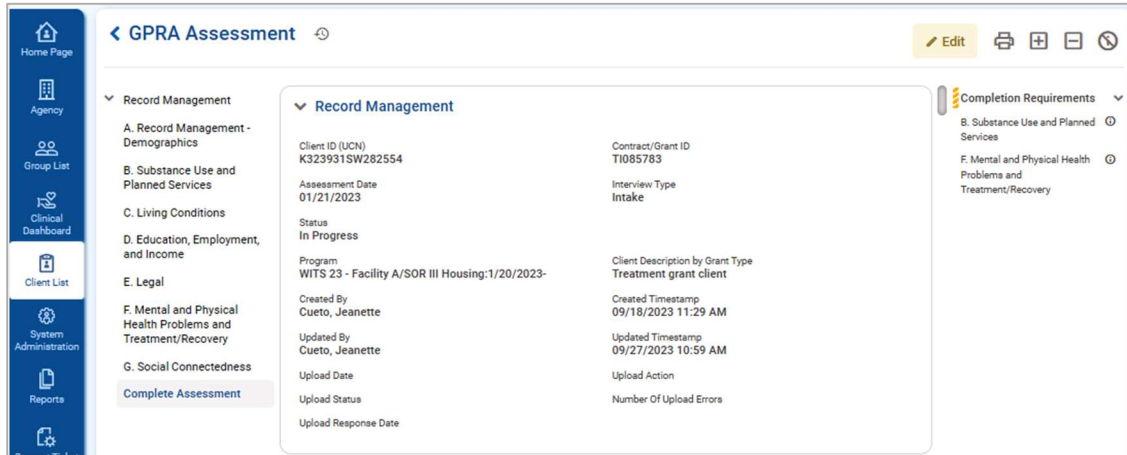 GPRA Assessment
Edit
Home Page
Agency
Group List
Clinical
Dashboard
Client List
System
Administration
Reports
Record Management
A. Record Management -
Demographics
B. Substance Use and
Planned Services
C. Living Conditions
D. Education, Employment,
and Income
E. Legal
F. Mental and Physical
Health Problems and
Treatment/Recovery
G. Social Connectedness
Complete Assessment
Record Management
Client ID (UCN)
K323931SW282554
Contract/Grant ID
TI085783
Assessment Date
01/21/2023
Interview Type
Intake
Status
In Progress
Program
WITS 23 - Facility A/SOR III Housing:1/20/2023-
Client Description by Grant Type
Treatment grant client
Created By
Cueto, Jeanette
Created Timestamp
09/18/2023 11:29 AM
Updated By
Cueto, Jeanette
Updated Timestamp
09/27/2023 10:59 AM
Upload Date
Upload Action
Upload Status
Number Of Upload Errors
Upload Response Date
Completion Requirements
B. Substance Use and Planned
Services
F. Mental and Physical Health
Problems and
Treatment/Recovery